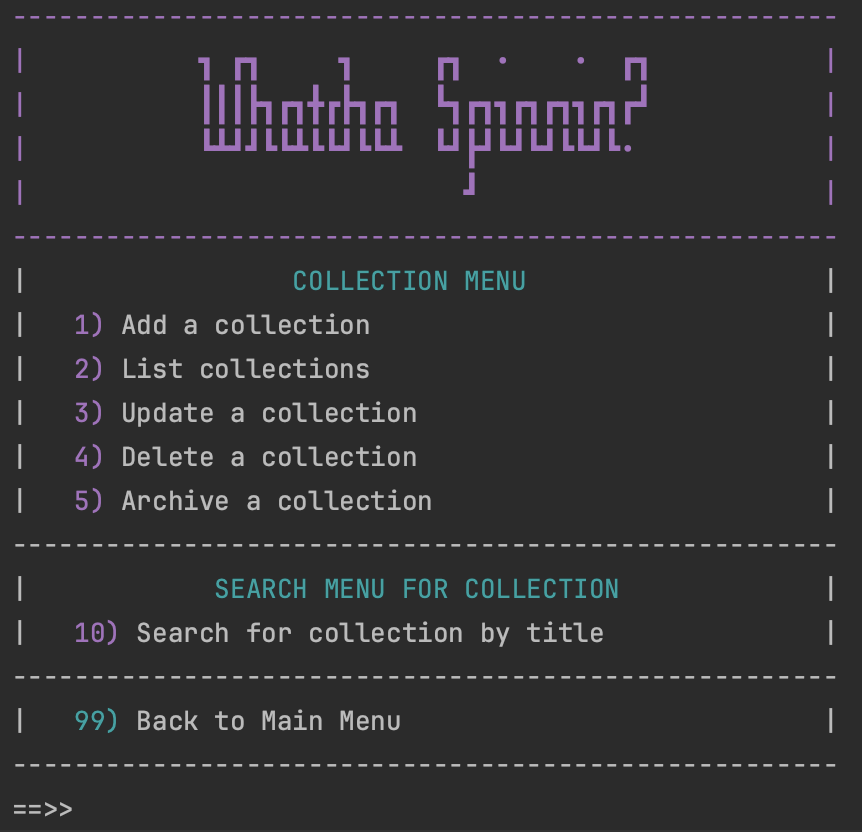 Whatcha Spinnin?
COLLECTION MENU
1) Add a collection
2) List collections
3) Update a collection
4) Delete a collection
5) Archive a collection
SEARCH MENU FOR COLLECTION
10) Search for collection by title
99) Back to Main Menu
==>>